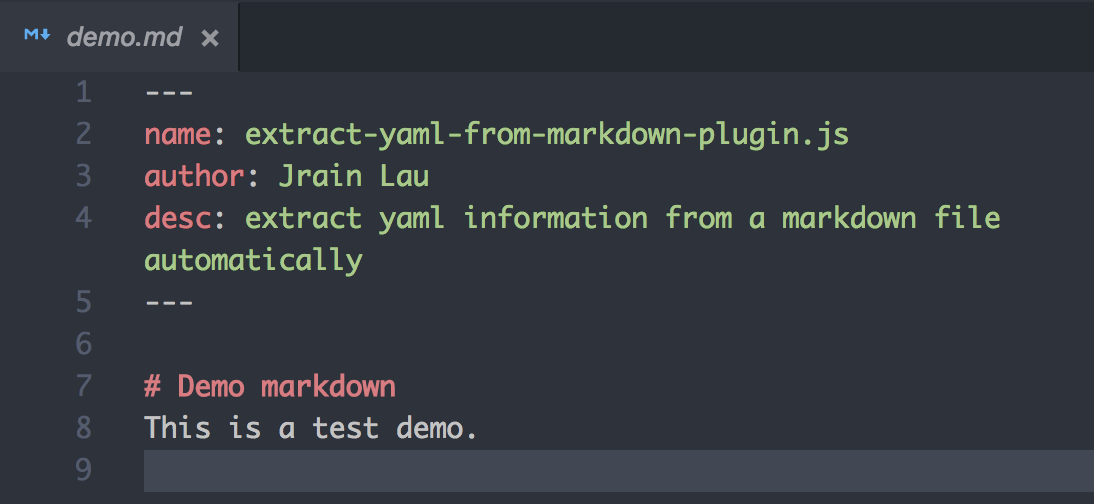 M↓ demo.md ×
1 ---
2 name: extract-yaml-from-markdown-plugin.js
3 author: Jrain Lau
4 desc: extract yaml information from a markdown file
automatically
5 ---
6
7 # Demo markdown
8 This is a test demo.
9